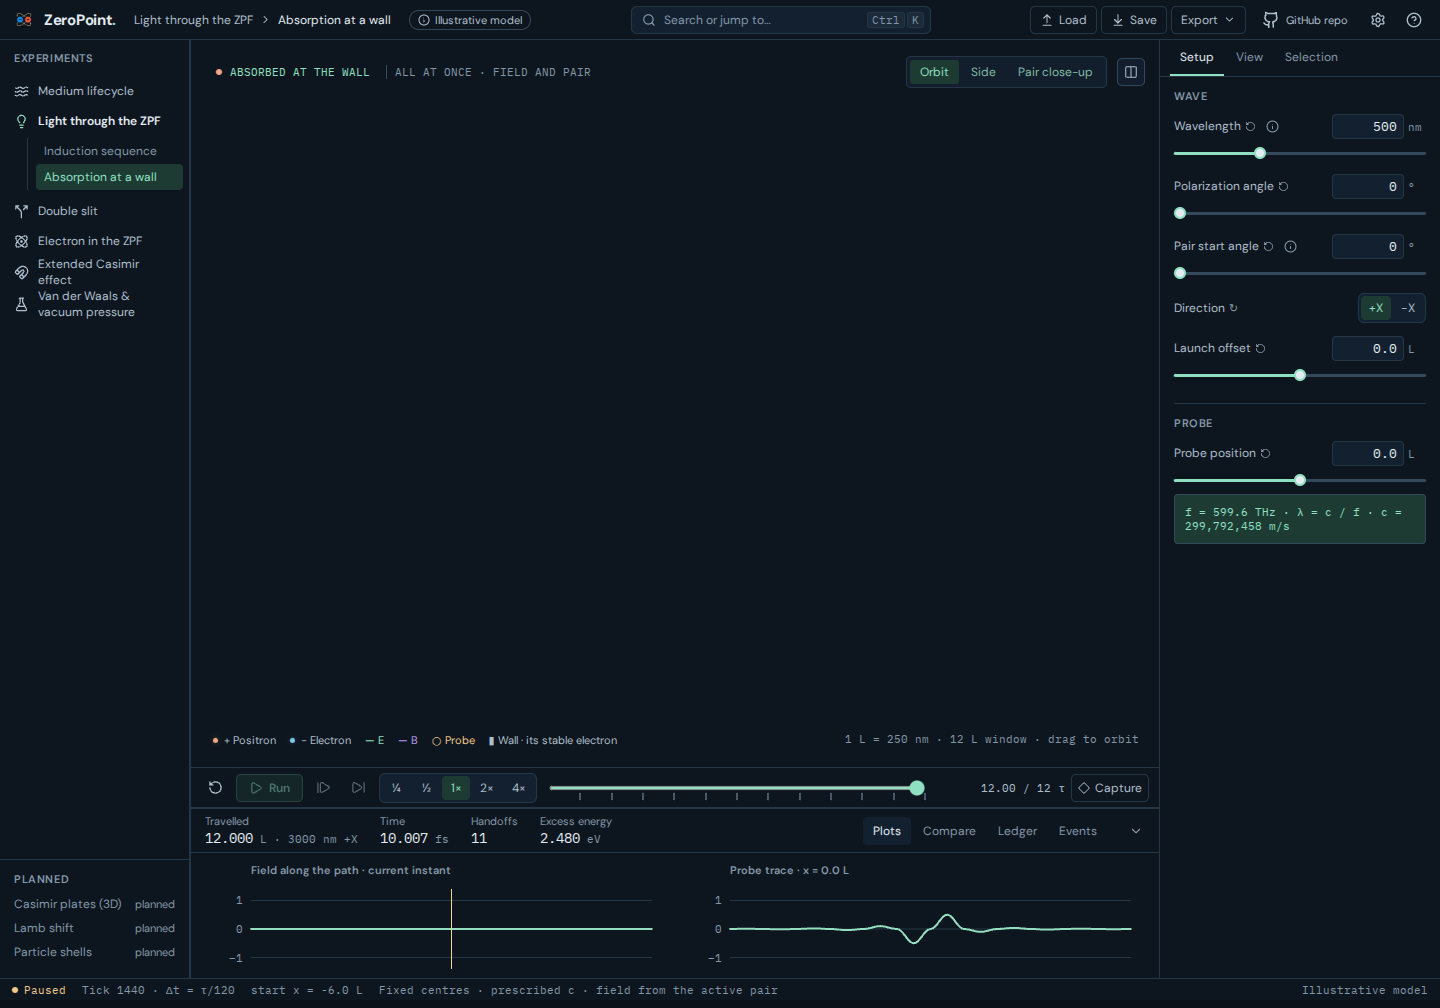 ZeroPoint.
Light through the ZPF > Absorption at a wall
Illustrative model
Search or jump to...
Ctrl K
Load
Save
Export
GitHub repo
EXPERIMENTS
Medium lifecycle
Light through the ZPF
Induction sequence
Absorption at a wall
Double slit
Electron in the ZPF
Extended Casimir
effect
Van der Waals &
vacuum pressure
PLANNED
Casimir plates (3D) planned
Lamb shift planned
Particle shells planned
ABSORBED AT THE WALL
ALL AT ONCE · FIELD AND PAIR
Orbit Side Pair close-up
+ Positron
− Electron
E
B
Probe
Wall · its stable electron
1 L = 250 nm · 12 L window · drag to orbit
Run
¼ ½ 1× 2× 4×
12.00 / 12 τ
Capture
Travelled
12.000 L · 3000 nm +X
Time
10.007 fs
Handoffs
11
Excess energy
2.480 eV
Plots Compare Ledger Events
Field along the path · current instant
1
0
−1
Probe trace · x = 0.0 L
1
0
−1
Setup View Selection
WAVE
Wavelength 500 nm
Polarization angle 0 °
Pair start angle 0 °
Direction ↻ +X −X
Launch offset 0.0 L
PROBE
Probe position 0.0 L
f = 599.6 THz · λ = c / f · c =
299,792,458 m/s
Paused Tick 1440 · Δt = τ/120 start x = -6.0 L Fixed centres · prescribed c · field from the active pair
Illustrative model